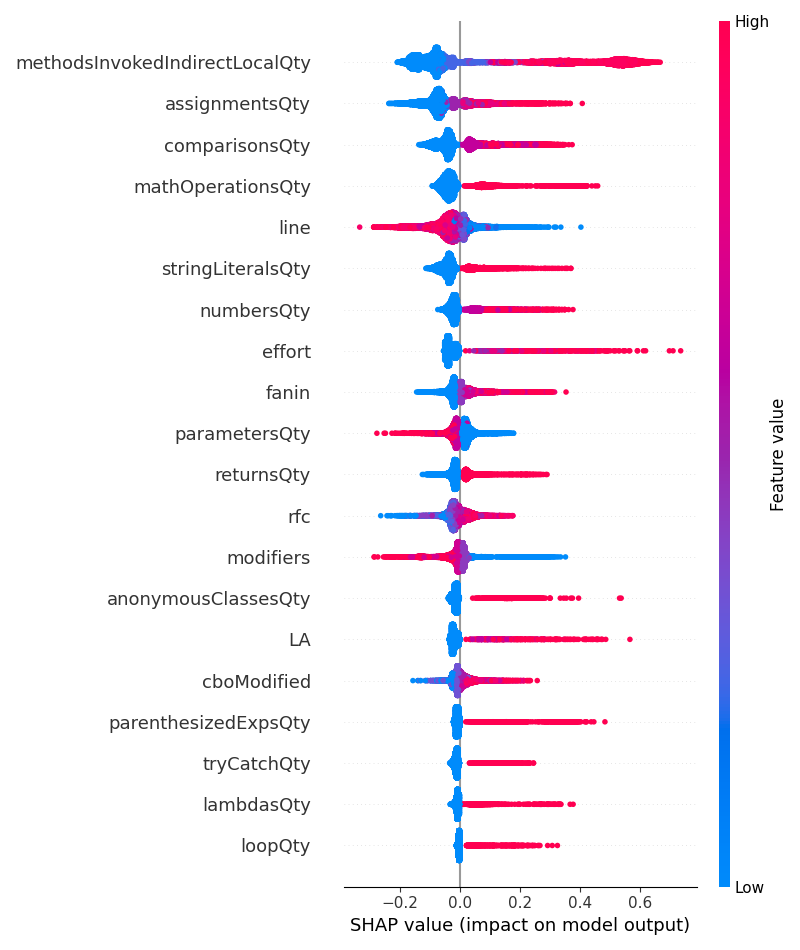 High
methodsInvokedIndirectLocalQty
assignmentsQty
comparisonsQty
mathOperationsQty
line
stringLiteralsQty
numbersQty
effort
fanin
parametersQty
returnsQty
rfc
modifiers
anonymousClassesQty
LA
cboModified
parenthesizedExpsQty
tryCatchQty
lambdasQty
loopQty
Feature value
Low
−0.2 0.0 0.2 0.4 0.6
SHAP value (impact on model output)